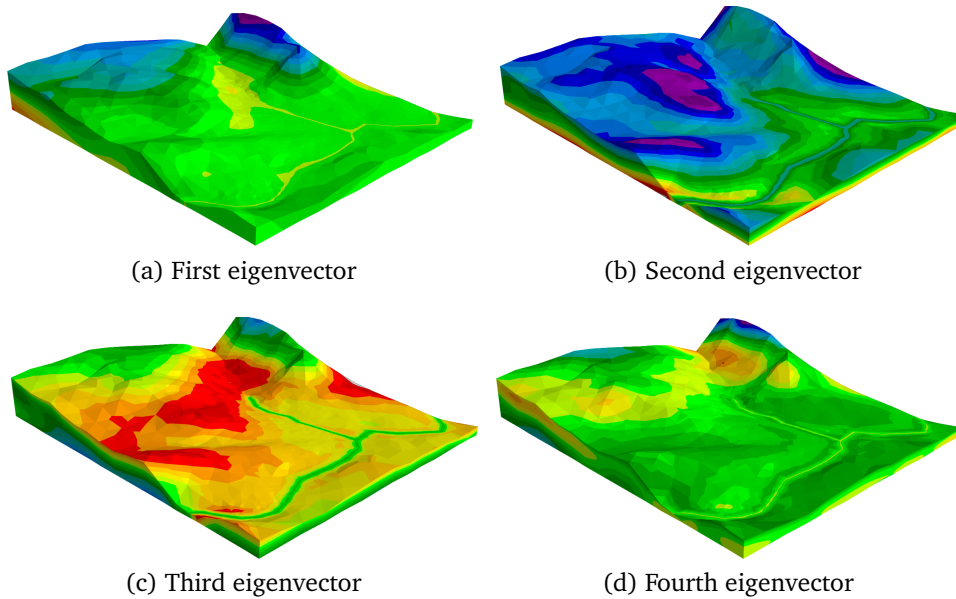 (a) First eigenvector
(b) Second eigenvector
(c) Third eigenvector
(d) Fourth eigenvector